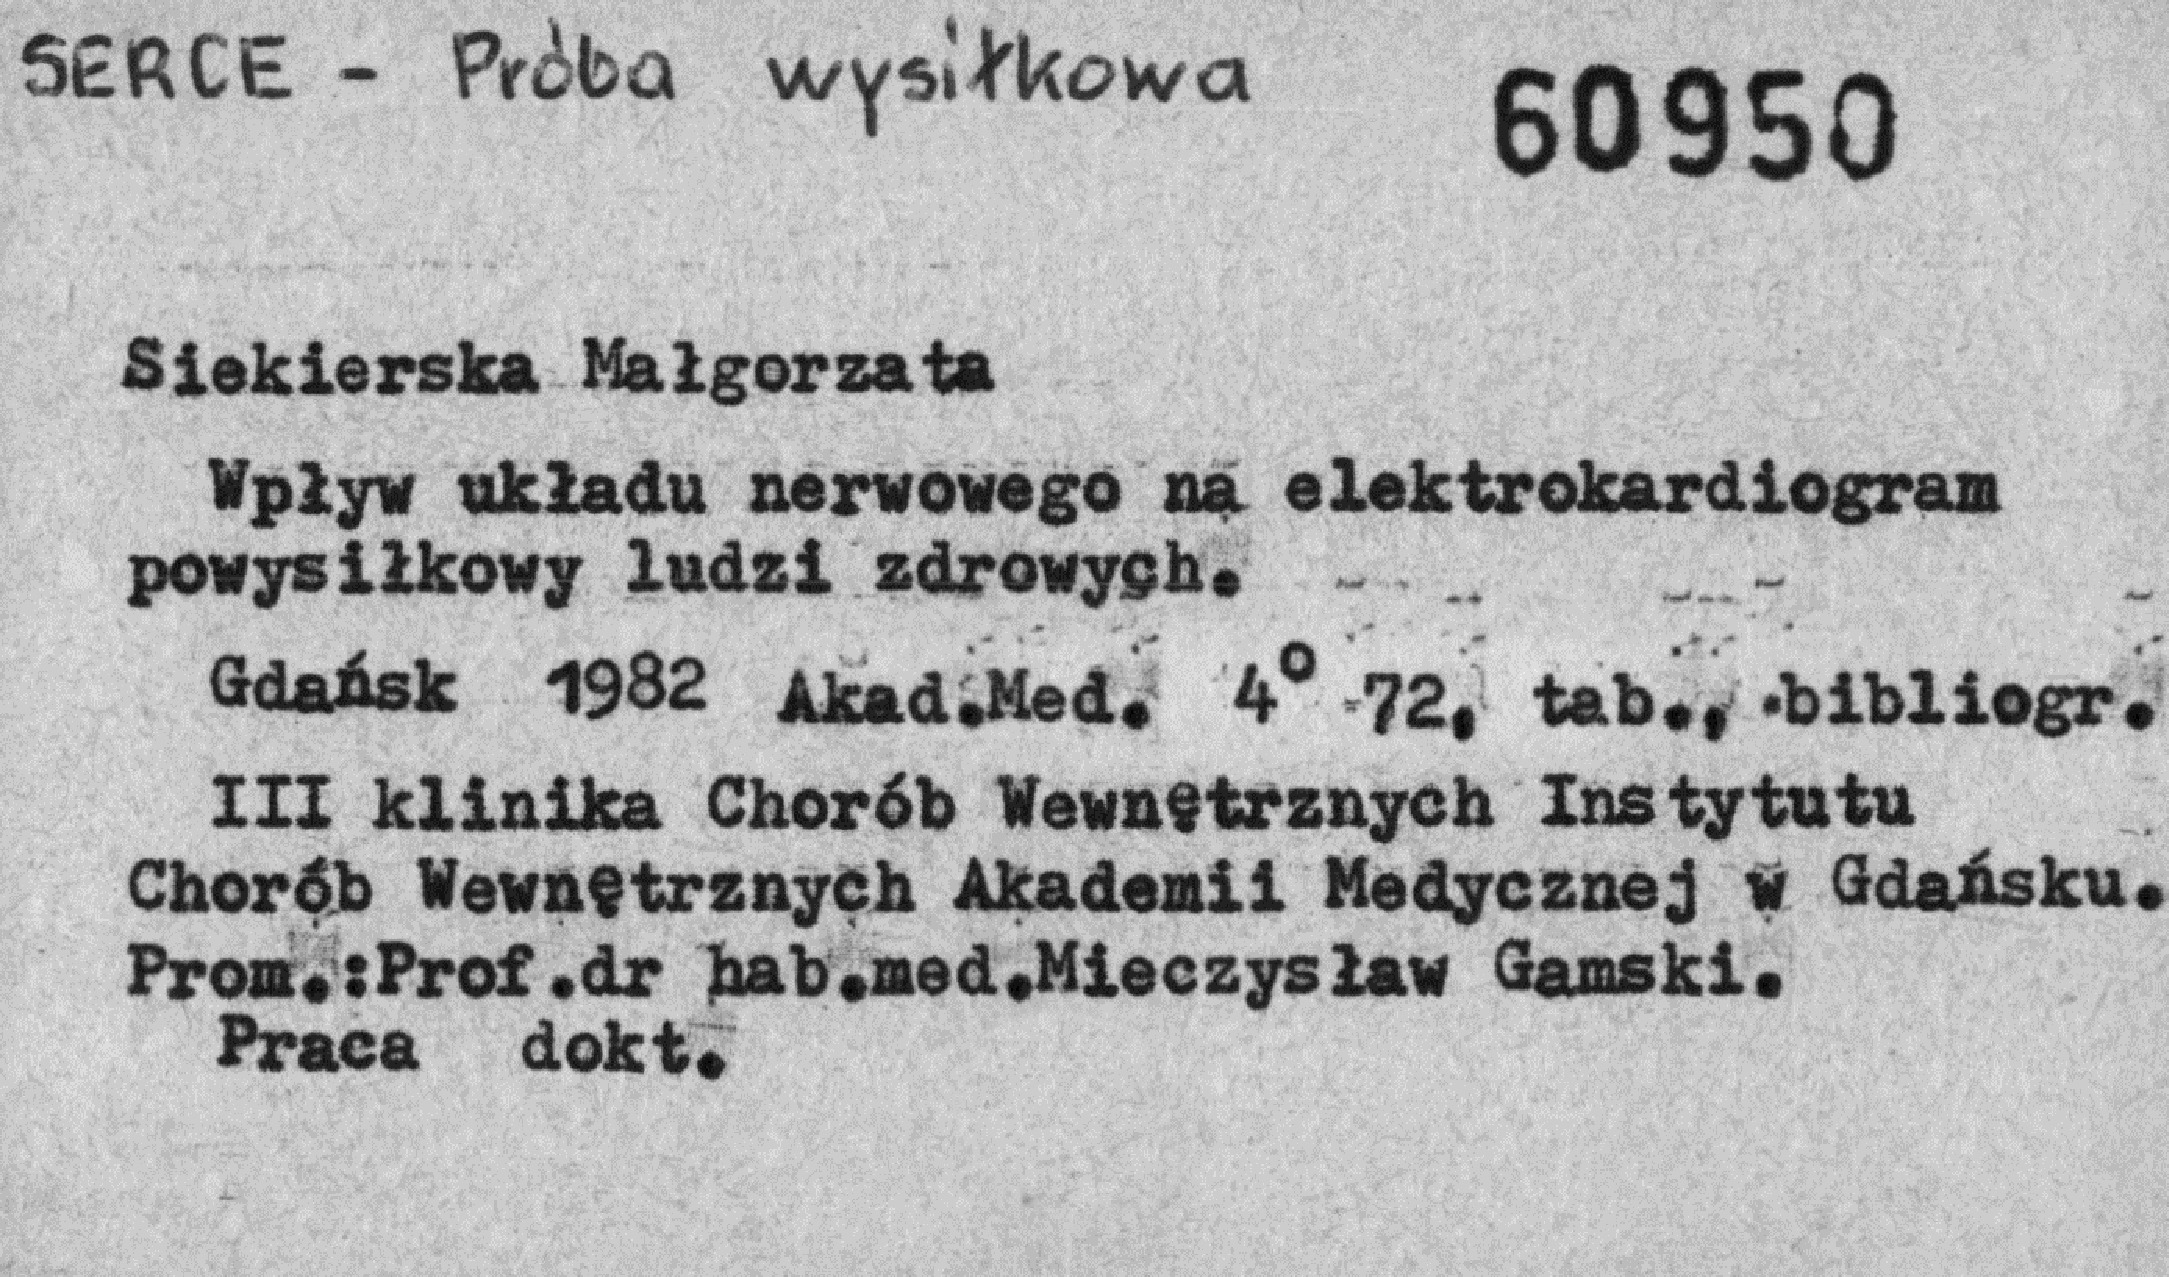 SERCE - Próba wysiłkowa 60950
Siekierska Małgorzata
Wpływ układu nerwowego na elektrokardiogram
powysiłkowy ludzi zdrowych.
Gdańsk 1982 Akad.Med. 4° 72, tab., bibliogr.
III klinika Chorób Wewnętrznych Instytutu
Chorób Wewnętrznych Akademii Medycznej w Gdańsku.
Prom.:Prof.dr hab.med.Mieczysław Gamski.
Praca dokt.